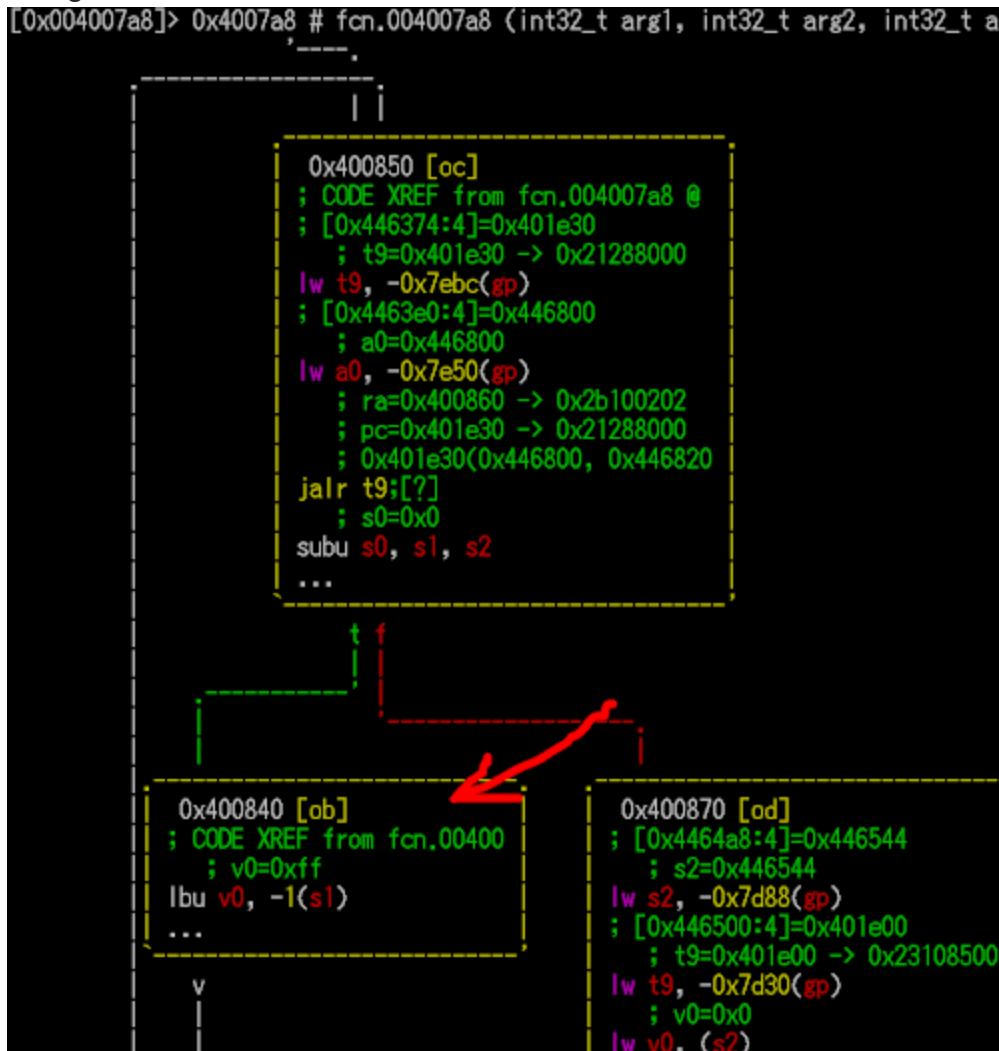 [0x004007a8]> 0x4007a8 # fcn.004007a8 (int32_t arg1, int32_t arg2, int32_t a
0x400850 [oc]
; CODE XREF from fcn.004007a8 @
; [0x446374:4]=0x401e30
; t9=0x401e30 -> 0x21288000
lw t9, -0x7ebc(gp)
; [0x4463e0:4]=0x446800
; a0=0x446800
lw a0, -0x7e50(gp)
; ra=0x400860 -> 0x2b100202
; pc=0x401e30 -> 0x21288000
; 0x401e30(0x446800, 0x446820
jalr t9;[?]
; s0=0x0
subu s0, s1, s2
...
t f
0x400840 [ob]
; CODE XREF from fcn.00400
; v0=0xff
lbu v0, -1(s1)
...
v
0x400870 [od]
; [0x4464a8:4]=0x446544
; s2=0x446544
lw s2, -0x7d88(gp)
; [0x446500:4]=0x401e00
; t9=0x401e00 -> 0x23108500
lw t9, -0x7d30(gp)
; v0=0x0
lw v0, (s2)